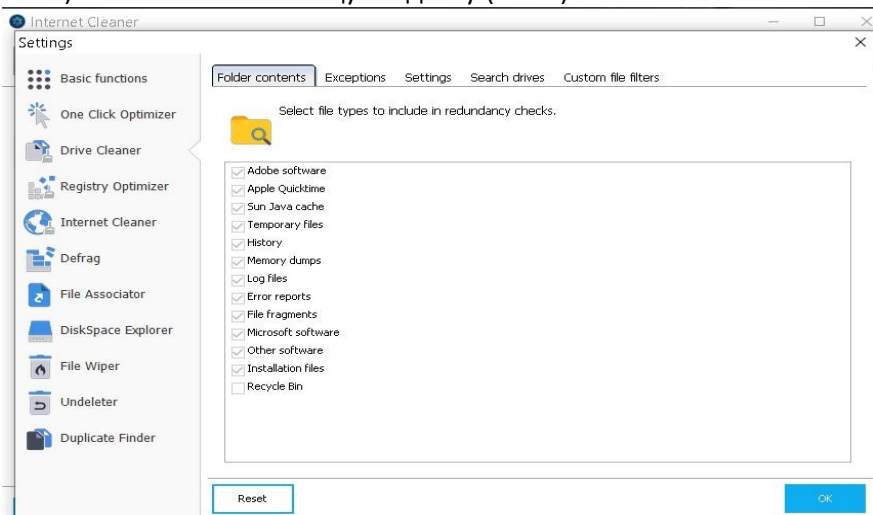 Internet Cleaner
Settings
Basic functions
One Click Optimizer
Drive Cleaner
Registry Optimizer
Internet Cleaner
Defrag
File Associator
DiskSpace Explorer
File Wiper
Undeleter
Duplicate Finder
Folder contents Exceptions Settings Search drives Custom file filters
Select file types to include in redundancy checks.
Adobe software
Apple Quicktime
Sun Java cache
Temporary files
History
Memory dumps
Log files
Error reports
File fragments
Microsoft software
Other software
Installation files
Recycle Bin
Reset
OK